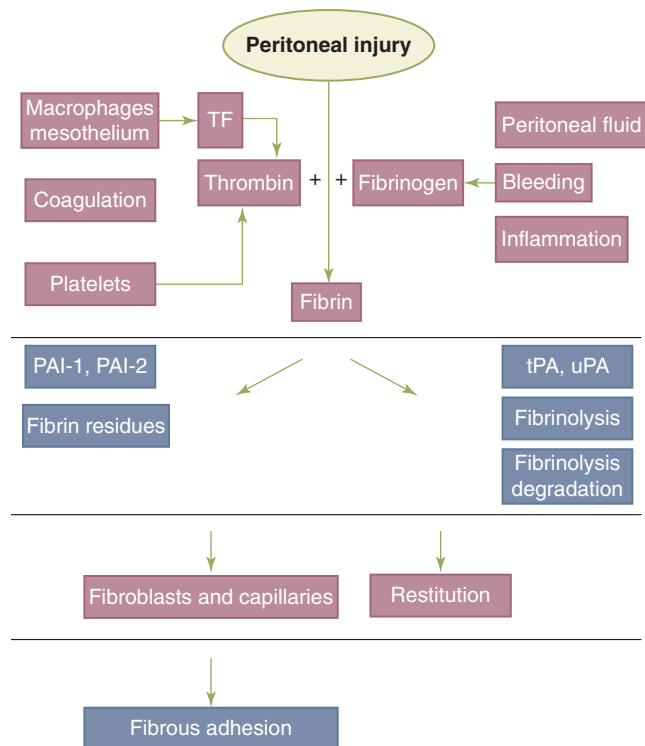 Peritoneal injury
Macrophages
mesothelium
TF
Peritoneal fluid
Thrombin + + Fibrinogen
Bleeding
Coagulation
Inflammation
Platelets
Fibrin
PAI-1, PAI-2
tPA, uPA
Fibrin residues
Fibrinolysis
Fibrinolysis
degradation
Fibroblasts and capillaries
Restitution
Fibrous adhesion